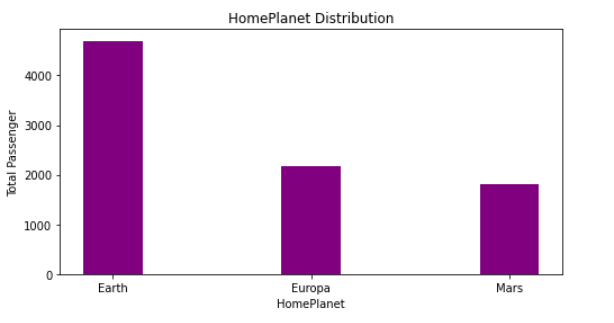 HomePlanet Distribution
Total Passenger
4000
3000
2000
1000
0
Earth
Europa
Mars
HomePlanet